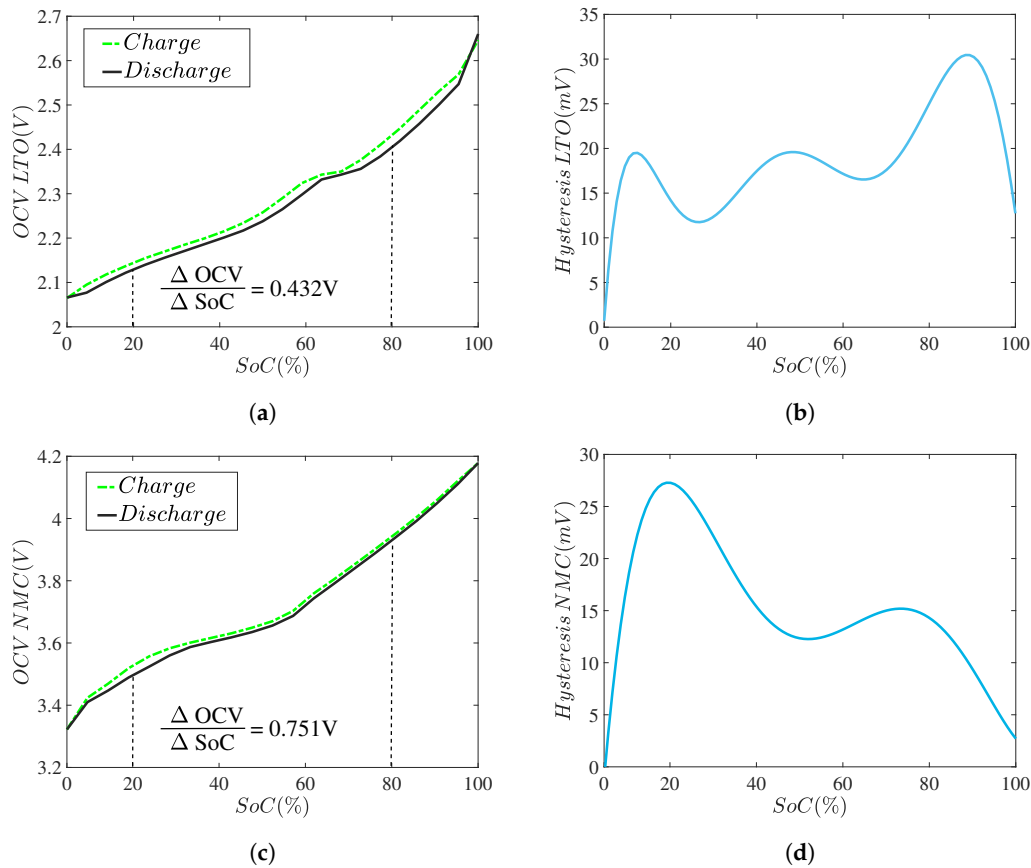 2.7
2.6
2.5
2.4
2.3
2.2
2.1
2
OCV LTO(V)
Charge
Discharge
Δ OCV
Δ SoC
= 0.432V
0 20 40 60 80 100
SoC(%)
(a)
35
30
25
20
15
10
5
0
Hysteresis LTO(mV)
0 20 40 60 80 100
SoC(%)
(b)
4.2
4
3.8
3.6
3.4
3.2
OCV NMC(V)
Charge
Discharge
Δ OCV
Δ SoC
= 0.751V
0 20 40 60 80 100
SoC(%)
(c)
30
25
20
15
10
5
0
Hysteresis NMC(mV)
0 20 40 60 80 100
SoC(%)
(d)